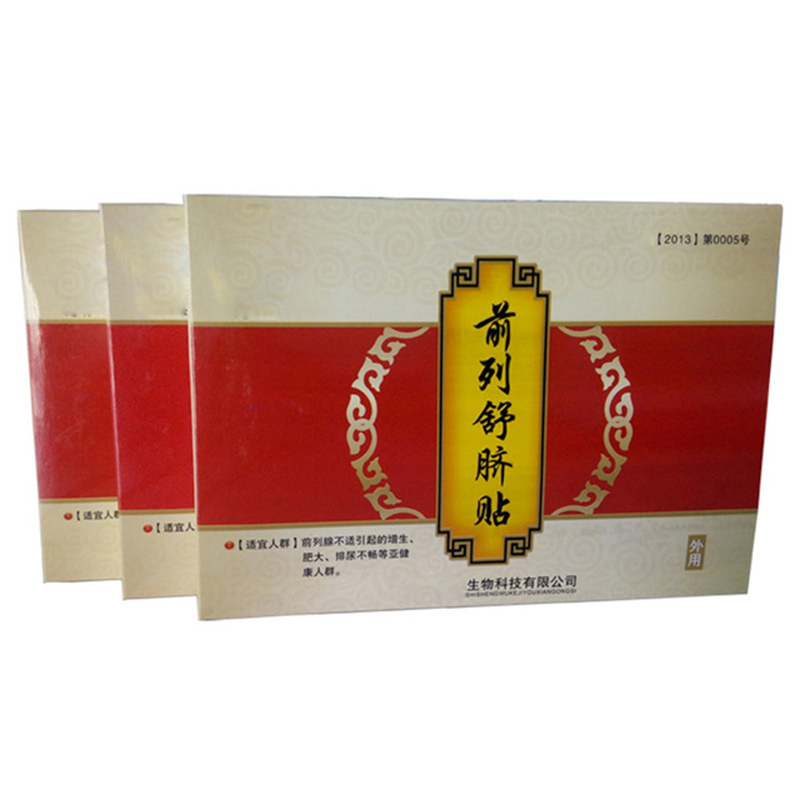 【2013】第0005号
前列舒脐贴
【适宜人群】前列腺不适引起的增生、
肥大、排尿不畅等亚健
康人群。
外用
生物科技有限公司
SHISHENGWUKEJIYOUXIANGONGSI
【适宜人群
【适宜人